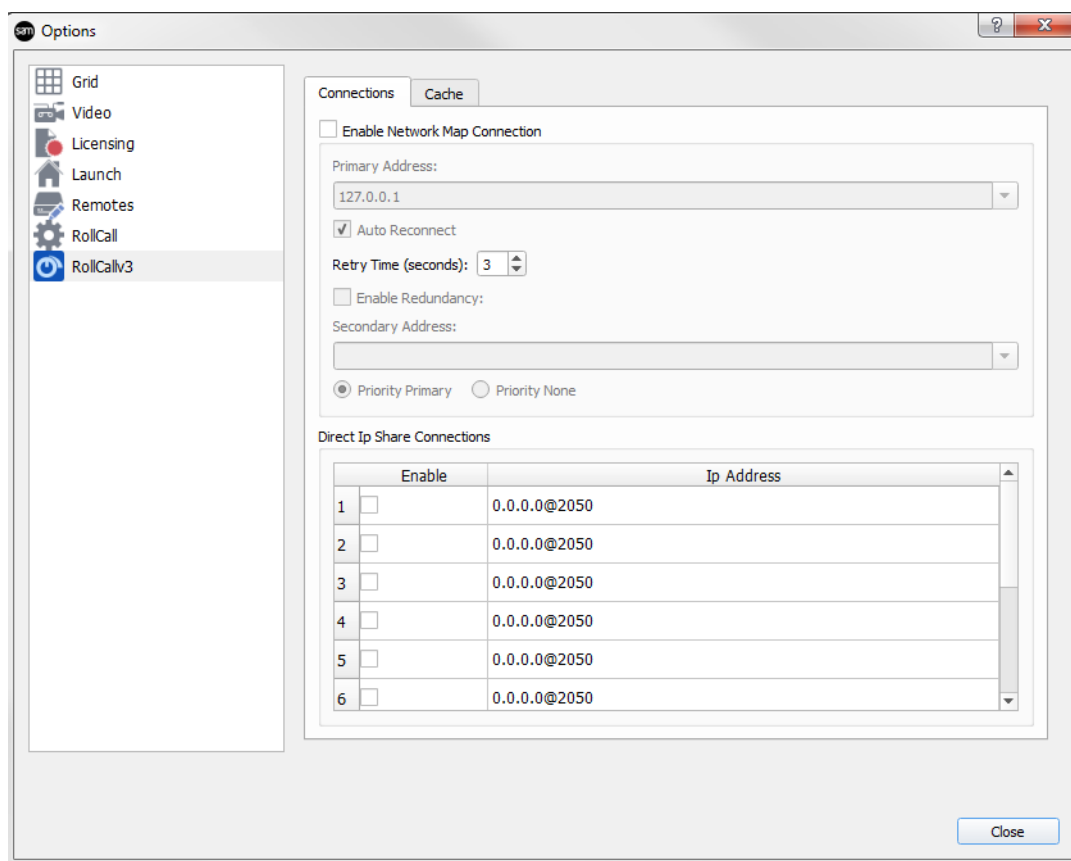 sam Options
Grid
Video
Licensing
Launch
Remotes
RollCall
RollCallv3
Connections Cache
Enable Network Map Connection
Primary Address:
127.0.0.1
Auto Reconnect
Retry Time (seconds): 3
Enable Redundancy:
Secondary Address:
Priority Primary Priority None
Direct Ip Share Connections
Enable Ip Address
1 0.0.0.0@2050
2 0.0.0.0@2050
3 0.0.0.0@2050
4 0.0.0.0@2050
5 0.0.0.0@2050
6 0.0.0.0@2050
Close